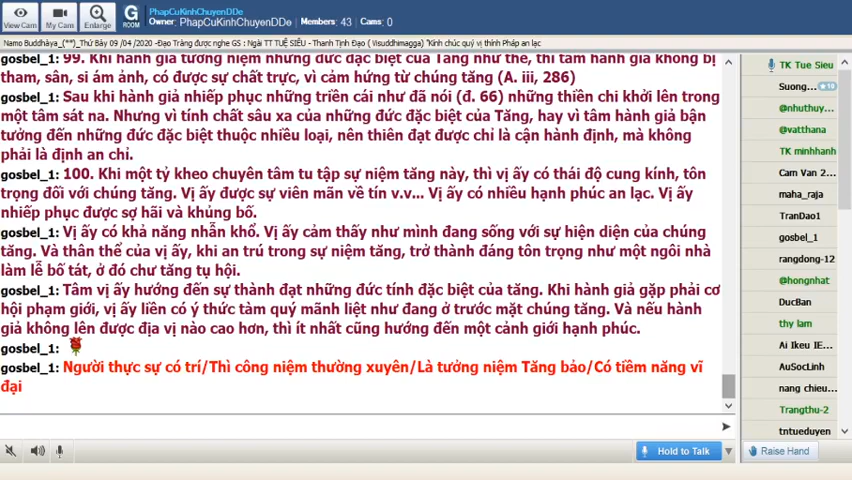 View Cam
My Cam
Enlarge
G
ROOM
PhapCuKinhChuyenDDe
Owner: PhapCuKinhChuyenDDe
Members: 43 Cams: 0
Namo Buddhàya_(**)_Thứ Bảy 09 /04 /2020 -Đạo Tràng được nghe GS : Ngài TT TUỆ SIÊU - Thanh Tịnh Đạo ( Visuddhimagga) "Kính chúc quý vị thính Pháp an lạc
99. Khi hành giả tưởng niệm những đức đặc biệt của Tăng như thế, thì tâm hành giả không bị
tham, sân, si ám ảnh, có được sự chất trực, vì cảm hứng từ chúng tăng (A. iii, 286)
gosbel_1: Sau khi hành giả nhiếp phục những triền cái như đã nói (đ. 66) những thiền chi khởi lên trong
một tâm sát na. Nhưng vì tính chất sâu xa của những đức đặc biệt của Tăng, hay vì tâm hành giả bận
tưởng đến những đức đặc biệt thuộc nhiều loại, nên thiền đạt được chỉ là cận hành định, mà không
phải là định an chỉ.
gosbel_1: 100. Khi một tỷ kheo chuyên tâm tu tập sự niệm tăng này, thì vị ấy có thái độ cung kính, tôn
trọng đối với chúng tăng. Vị ấy được sự viên mãn về tín v.v... Vị ấy có nhiều hạnh phúc an lạc. Vị ấy
nhiếp phục được sợ hãi và khủng bố.
gosbel_1: Vị ấy có khả năng nhẫn khổ. Vị ấy cảm thấy như mình đang sống với sự hiện diện của chúng
tăng. Và thân thể của vị ấy, khi an trú trong sự niệm tăng, trở thành đáng tôn trọng như một ngôi nhà
làm lễ bố tát, ở đó chư tăng tụ hội.
gosbel_1: Tâm vị ấy hướng đến sự thành đạt những đức tính đặc biệt của tăng. Khi hành giả gặp phải cơ
hội phạm giới, vị ấy liền có ý thức tàm quý mãnh liệt như đang ở trước mặt chúng tăng. Và nếu hành
giả không lên được địa vị nào cao hơn, thì ít nhất cũng hướng đến một cảnh giới hạnh phúc.
gosbel_1:
gosbel_1: Người thực sự có trí/Thì công niệm thường xuyên/Là tưởng niệm Tăng bảo/Có tiềm năng vĩ
đại
TK Tue Sieu
Suong...
@nhuthuy...
@vatthana
TK minhhanh
Cam Van 2...
maha_raja
TranDao1
gosbel_1
rangdong-12
@hongnhat
DucBan
thy lam
Ai Ikeu IE...
AuSocLinh
nang chieu...
Trangthu-2
tntueduyen
Hold to Talk
Raise Hand